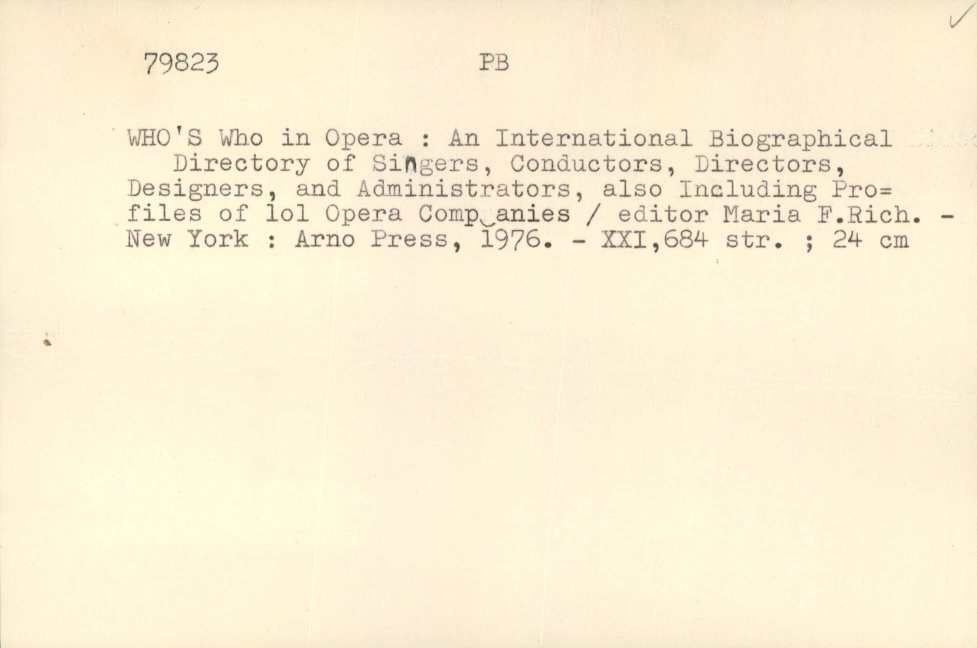 79823 PB
WHO'S Who in Opera : An International Biographical
Directory of Singers, Conductors, Directors,
Designers, and Administrators, also Including Pro=
files of lol Opera Companies / editor Maria F.Rich. -
New York : Arno Press, 1976. - XXI,684 str. ; 24 cm